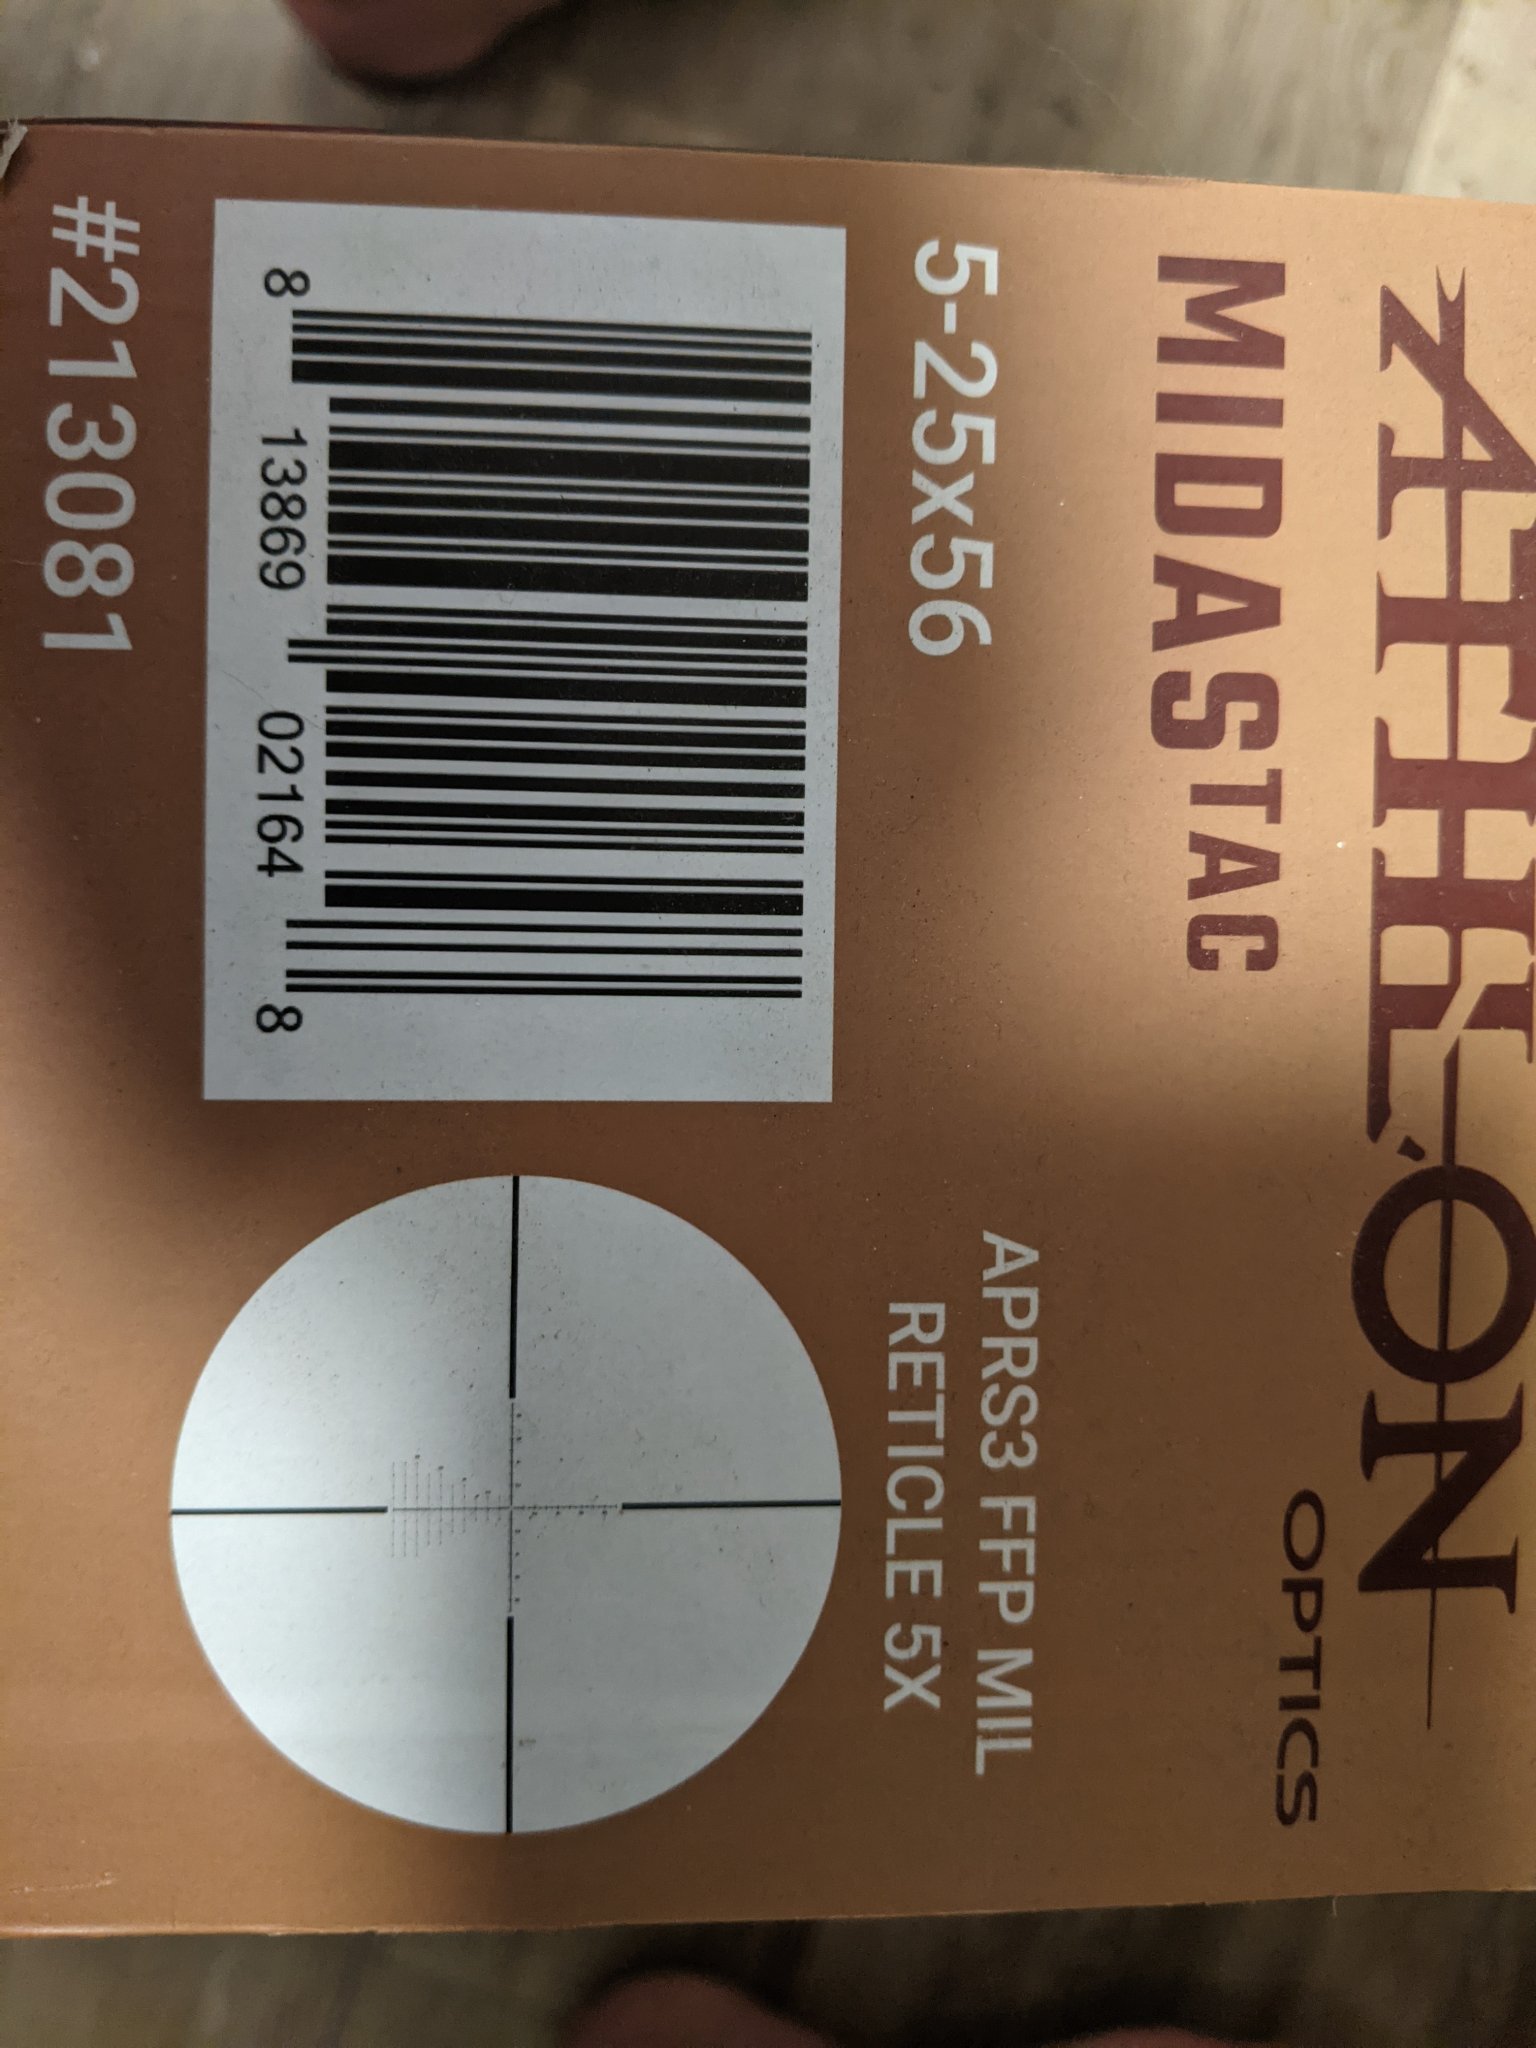 ATHLON
OPTICS
MIDAS TAC
5-25x56
APRS3 FFP MIL
RETICLE 5X
8 13869 02164 8
#213081